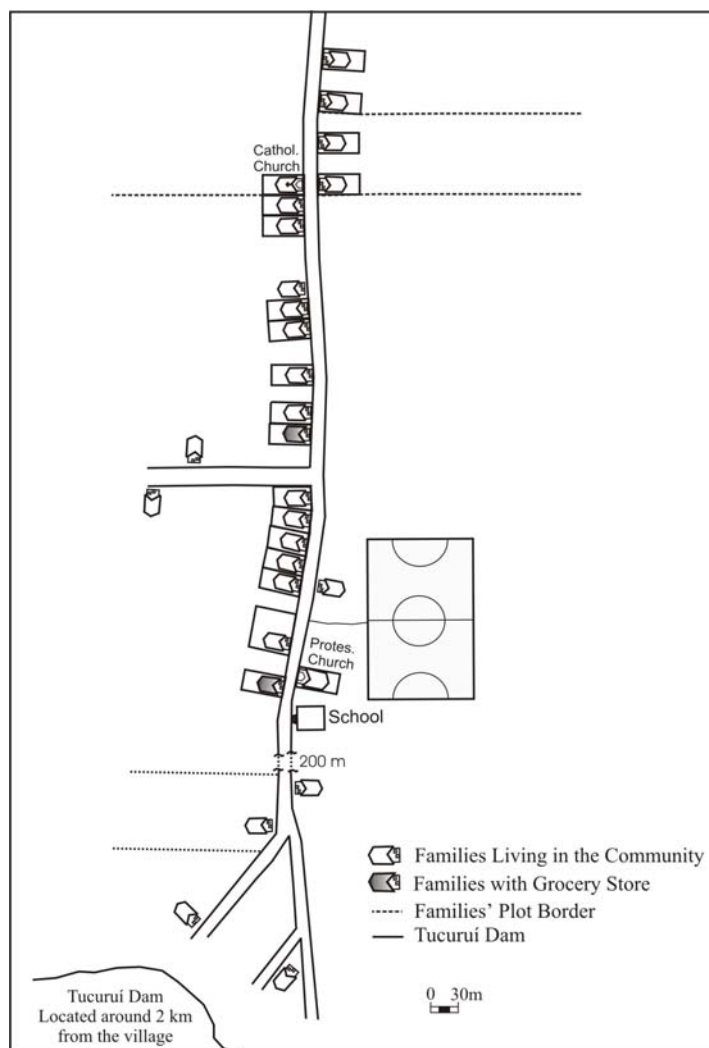 Cathol.
Church
Protes.
Church
School
200 m
Families Living in the Community
Families with Grocery Store
Families' Plot Border
Tucuruí Dam
0 30m
Tucuruí Dam
Located around 2 km
from the village